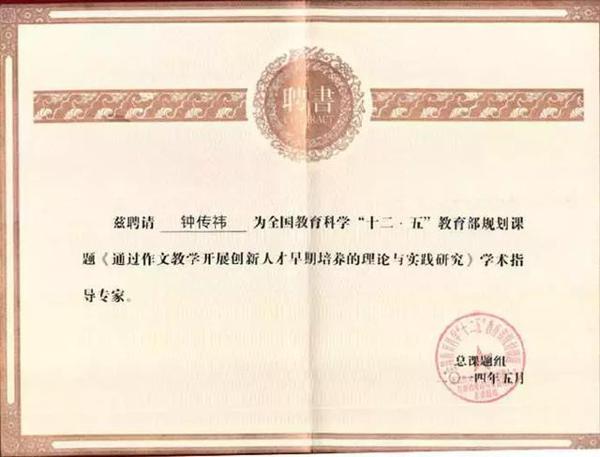 聘書
兹聘请 钟传祎 为全国教育科学“十二·五”教育部规划课
题《通过作文教学开展创新人才早期培养的理论与实践研究》学术指
导专家。
总课题组
一四年五月